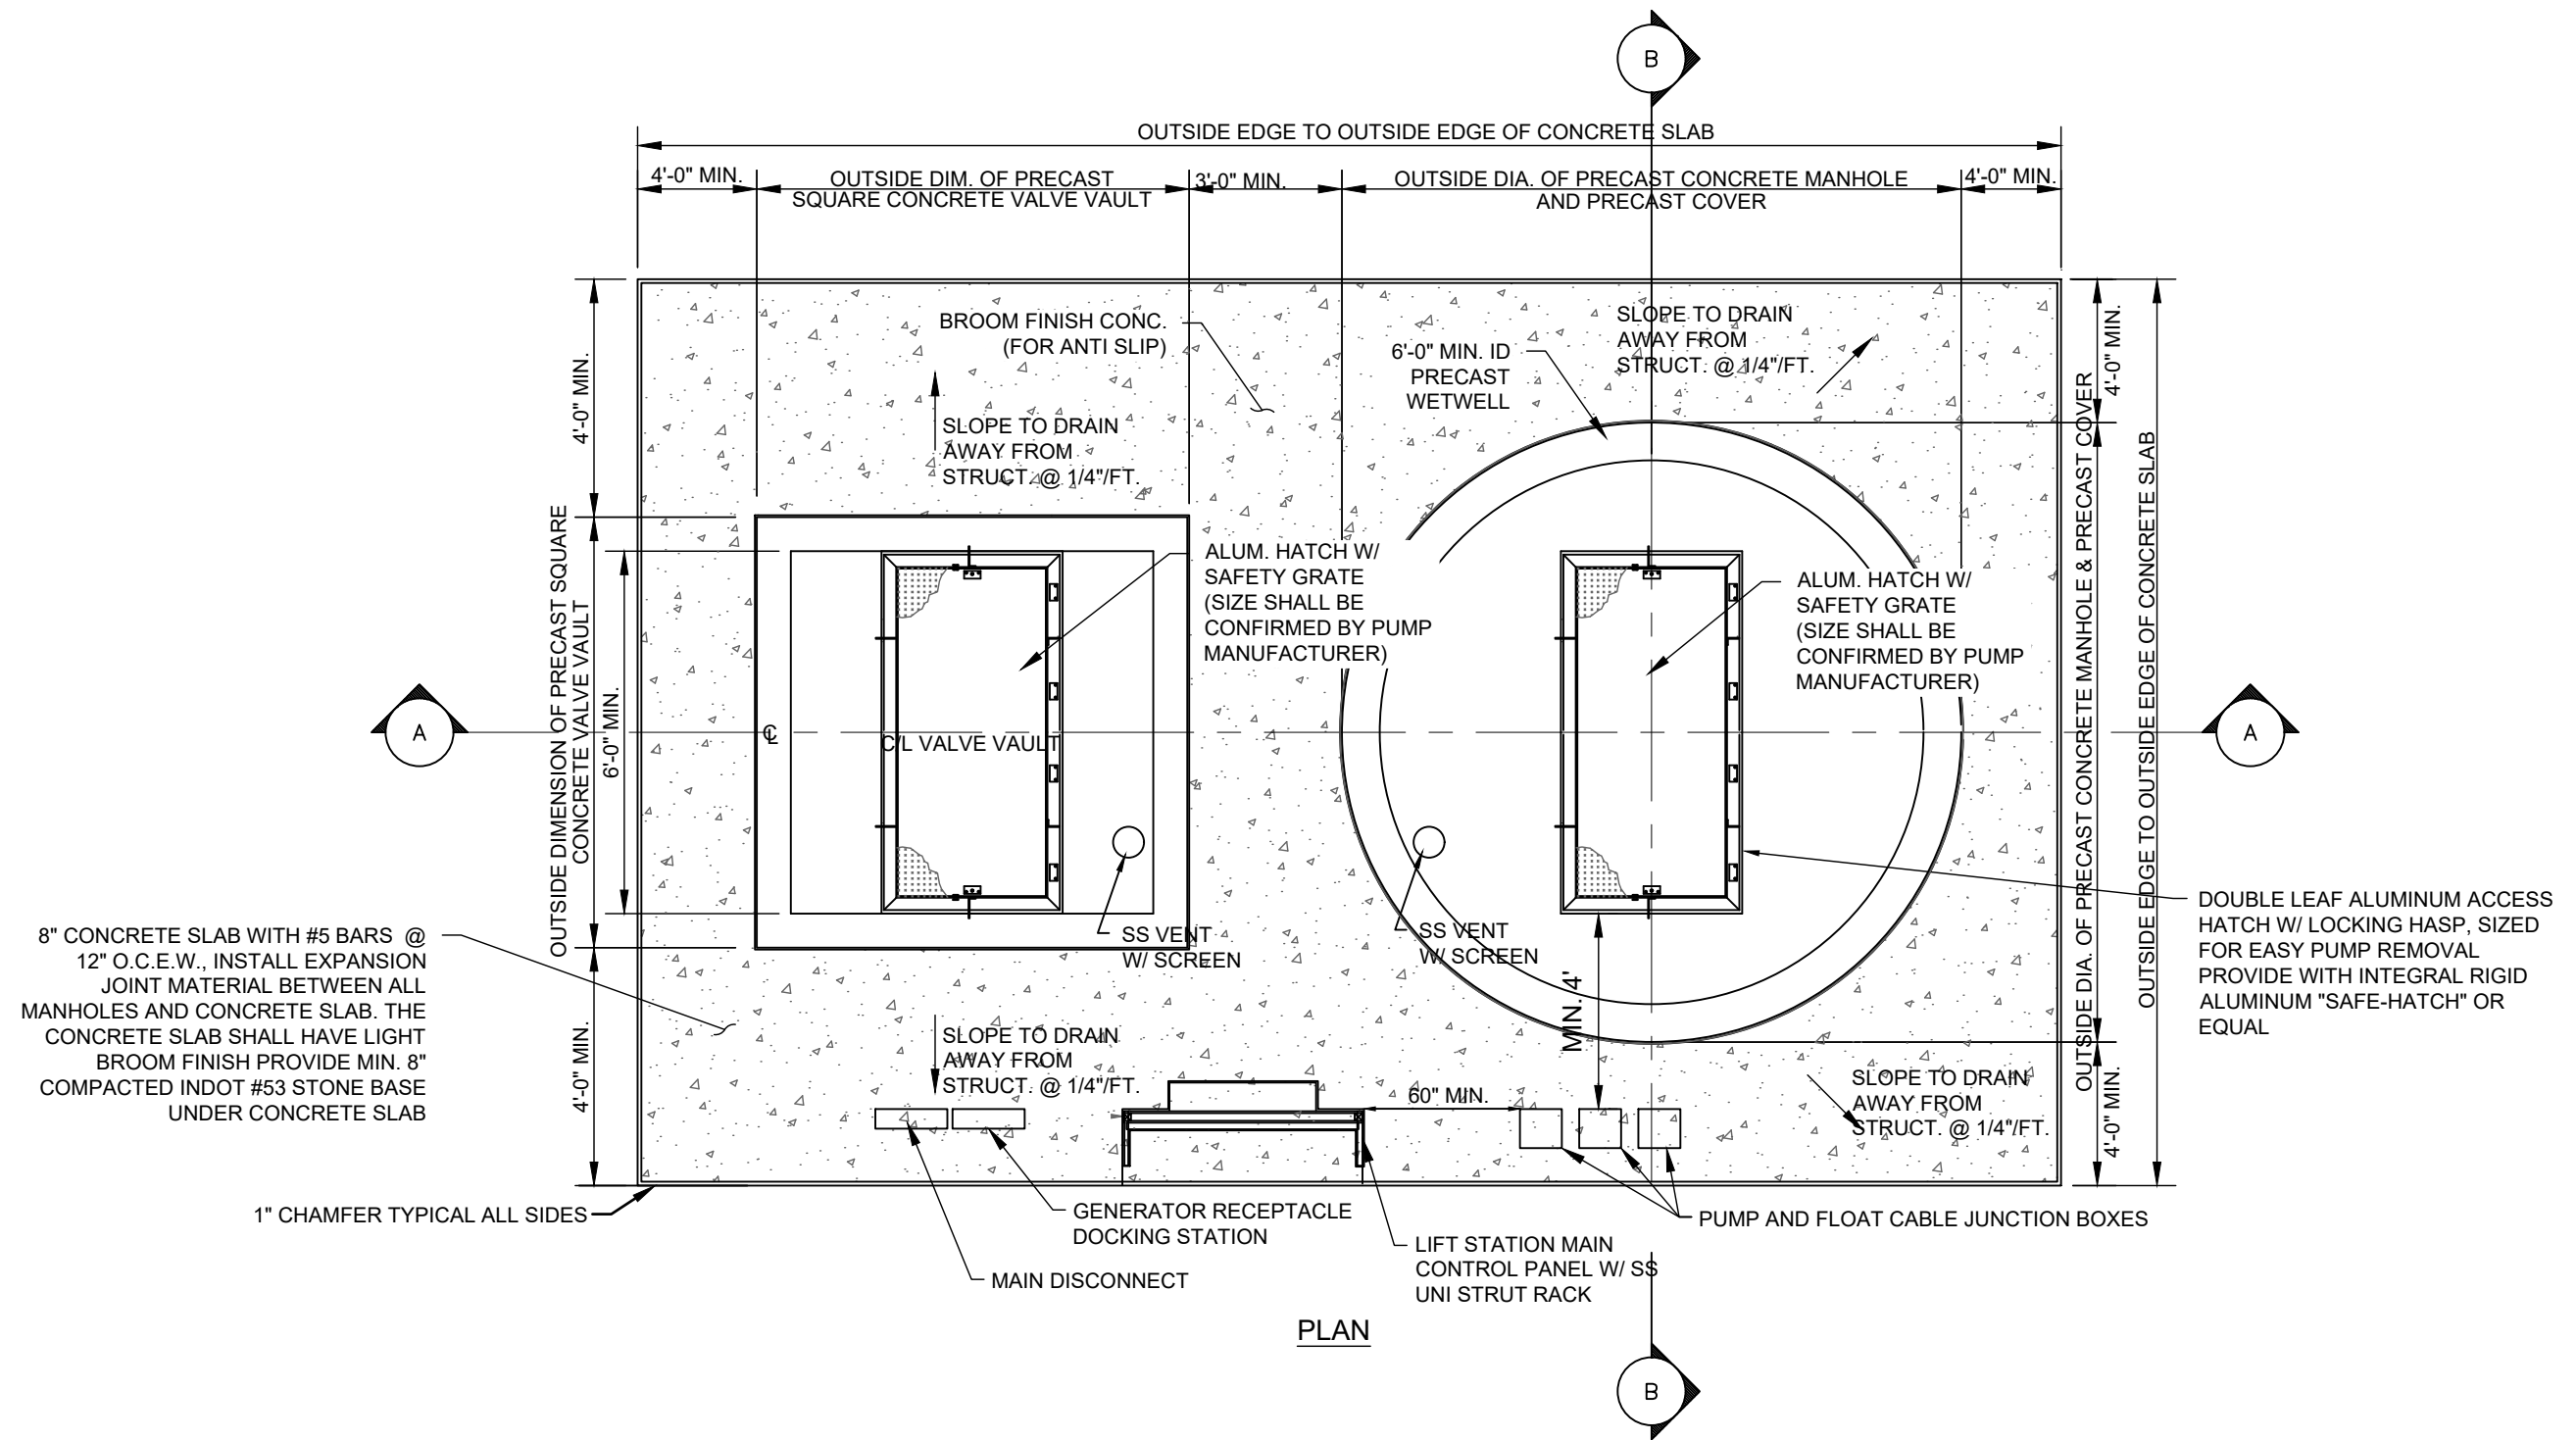 B
OUTSIDE EDGE TO OUTSIDE EDGE OF CONCRETE SLAB
4'-0" MIN.
OUTSIDE DIM. OF PRECAST
SQUARE CONCRETE VALVE VAULT
3'-0" MIN.
OUTSIDE DIA. OF PRECAST CONCRETE MANHOLE
AND PRECAST COVER
4'-0" MIN.
BROOM FINISH CONC.
(FOR ANTI SLIP)
6'-0" MIN. ID
PRECAST
WETWELL
SLOPE TO DRAIN
AWAY FROM
STRUCT. @ 1/4"/FT.
4'-0" MIN.
4'-0" MIN.
SLOPE TO DRAIN
AWAY FROM
STRUCT. @ 1/4"/FT.
OUTSIDE DIMENSION OF PRECAST SQUARE
CONCRETE VALVE VAULT
6'-0" MIN.
ALUM. HATCH W/
SAFETY GRATE
(SIZE SHALL BE
CONFIRMED BY PUMP
MANUFACTURER)
ALUM. HATCH W/
SAFETY GRATE
(SIZE SHALL BE
CONFIRMED BY PUMP
MANUFACTURER)
OUTSIDE DIA. OF PRECAST CONCRETE MANHOLE & PRECAST COVER
OUTSIDE EDGE TO OUTSIDE EDGE OF CONCRETE SLAB
A
℄
C/L VALVE VAULT
A
SS VENT
W/ SCREEN
SS VENT
W/ SCREEN
MIN. 4'
8" CONCRETE SLAB WITH #5 BARS @
12" O.C.E.W., INSTALL EXPANSION
JOINT MATERIAL BETWEEN ALL
MANHOLES AND CONCRETE SLAB. THE
CONCRETE SLAB SHALL HAVE LIGHT
BROOM FINISH PROVIDE MIN. 8"
COMPACTED INDOT #53 STONE BASE
UNDER CONCRETE SLAB
DOUBLE LEAF ALUMINUM ACCESS
HATCH W/ LOCKING HASP, SIZED
FOR EASY PUMP REMOVAL
PROVIDE WITH INTEGRAL RIGID
ALUMINUM "SAFE-HATCH" OR
EQUAL
4'-0" MIN.
SLOPE TO DRAIN
AWAY FROM
STRUCT. @ 1/4"/FT.
60" MIN.
SLOPE TO DRAIN
AWAY FROM
STRUCT. @ 1/4"/FT.
4'-0" MIN.
1" CHAMFER TYPICAL ALL SIDES
GENERATOR RECEPTACLE
DOCKING STATION
MAIN DISCONNECT
PUMP AND FLOAT CABLE JUNCTION BOXES
LIFT STATION MAIN
CONTROL PANEL W/ SS
UNI STRUT RACK
PLAN
B